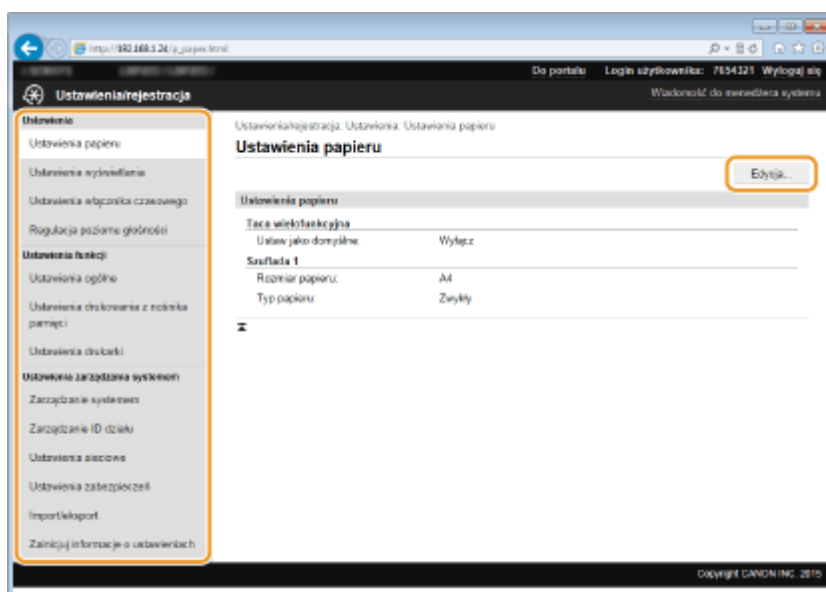 http://192.168.1.24/p_paper.html
Do portalu Login użytkownika: 7654321 Wyloguj się
Ustawienia/rejestracja
Wiadomość do menedżera systemu
Ustawienia
Ustawienia papieru
Ustawienia wyświetlania
Ustawienia włącznika czasowego
Regulacja poziomu głośności
Ustawienia funkcji
Ustawienia ogólne
Ustawienia drukowania z nośnika
pamięci
Ustawienia drukarki
Ustawienia zarządzania systemem
Zarządzanie systemem
Zarządzanie ID działu
Ustawienia sieciowe
Ustawienia zabezpieczeń
Import/eksport
Zainicjuj informacje o ustawieniach
Ustawienia/rejestracja: Ustawienia: Ustawienia papieru
Ustawienia papieru
Edycja...
Ustawienia papieru
Taca wielofunkcyjna
Ustaw jako domyślne: Wyłącz
Szuflada 1
Rozmiar papieru: A4
Typ papieru: Zwykły
Copyright CANON INC. 2015